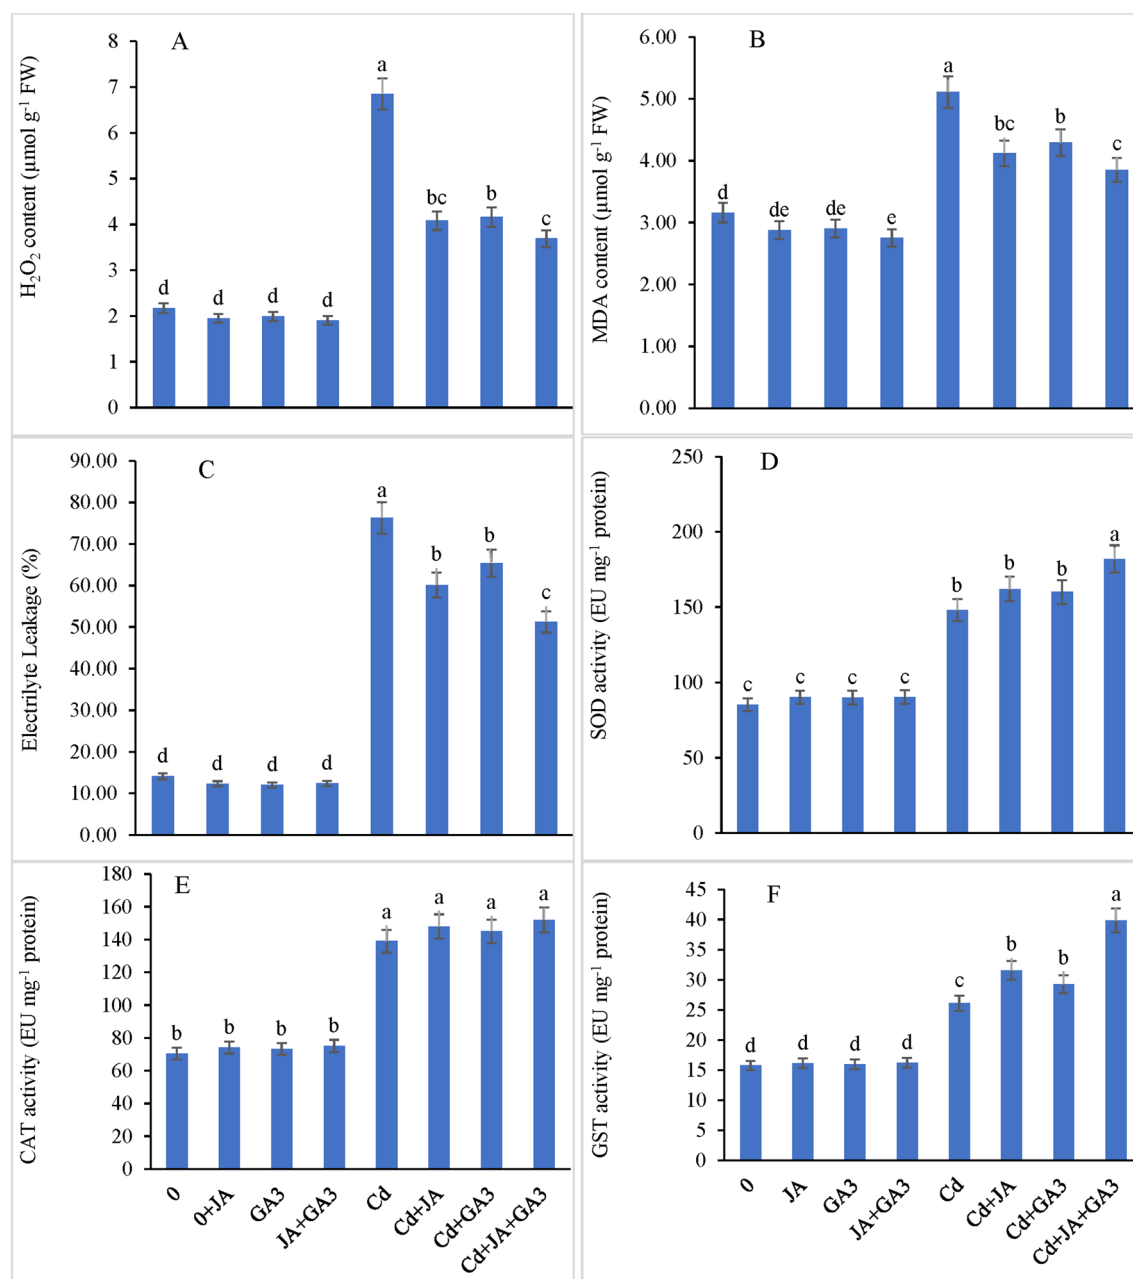 A
H₂O₂ content (µmol g⁻¹ FW)
8
7
6
5
4
3
2
1
0
d
d
d
d
a
bc
b
c
B
MDA content (µmol g⁻¹ FW)
6.00
5.00
4.00
3.00
2.00
1.00
0.00
d
de
de
e
a
bc
b
c
C
Electrilyte Leakage (%)
90.00
80.00
70.00
60.00
50.00
40.00
30.00
20.00
10.00
0.00
d
d
d
d
a
b
b
c
D
SOD activity (EU mg⁻¹ protein)
250
200
150
100
50
0
c
c
c
c
b
b
b
a
E
CAT activity (EU mg⁻¹ protein)
180
160
140
120
100
80
60
40
20
0
b
b
b
b
a
a
a
a
0
0+JA
GA3
JA+GA3
Cd
Cd+JA
Cd+GA3
Cd+JA+GA3
F
GST activity (EU mg⁻¹ protein)
45
40
35
30
25
20
15
10
5
0
d
d
d
d
c
b
b
a
0
JA
GA3
JA+GA3
Cd
Cd+JA
Cd+GA3
Cd+JA+GA3